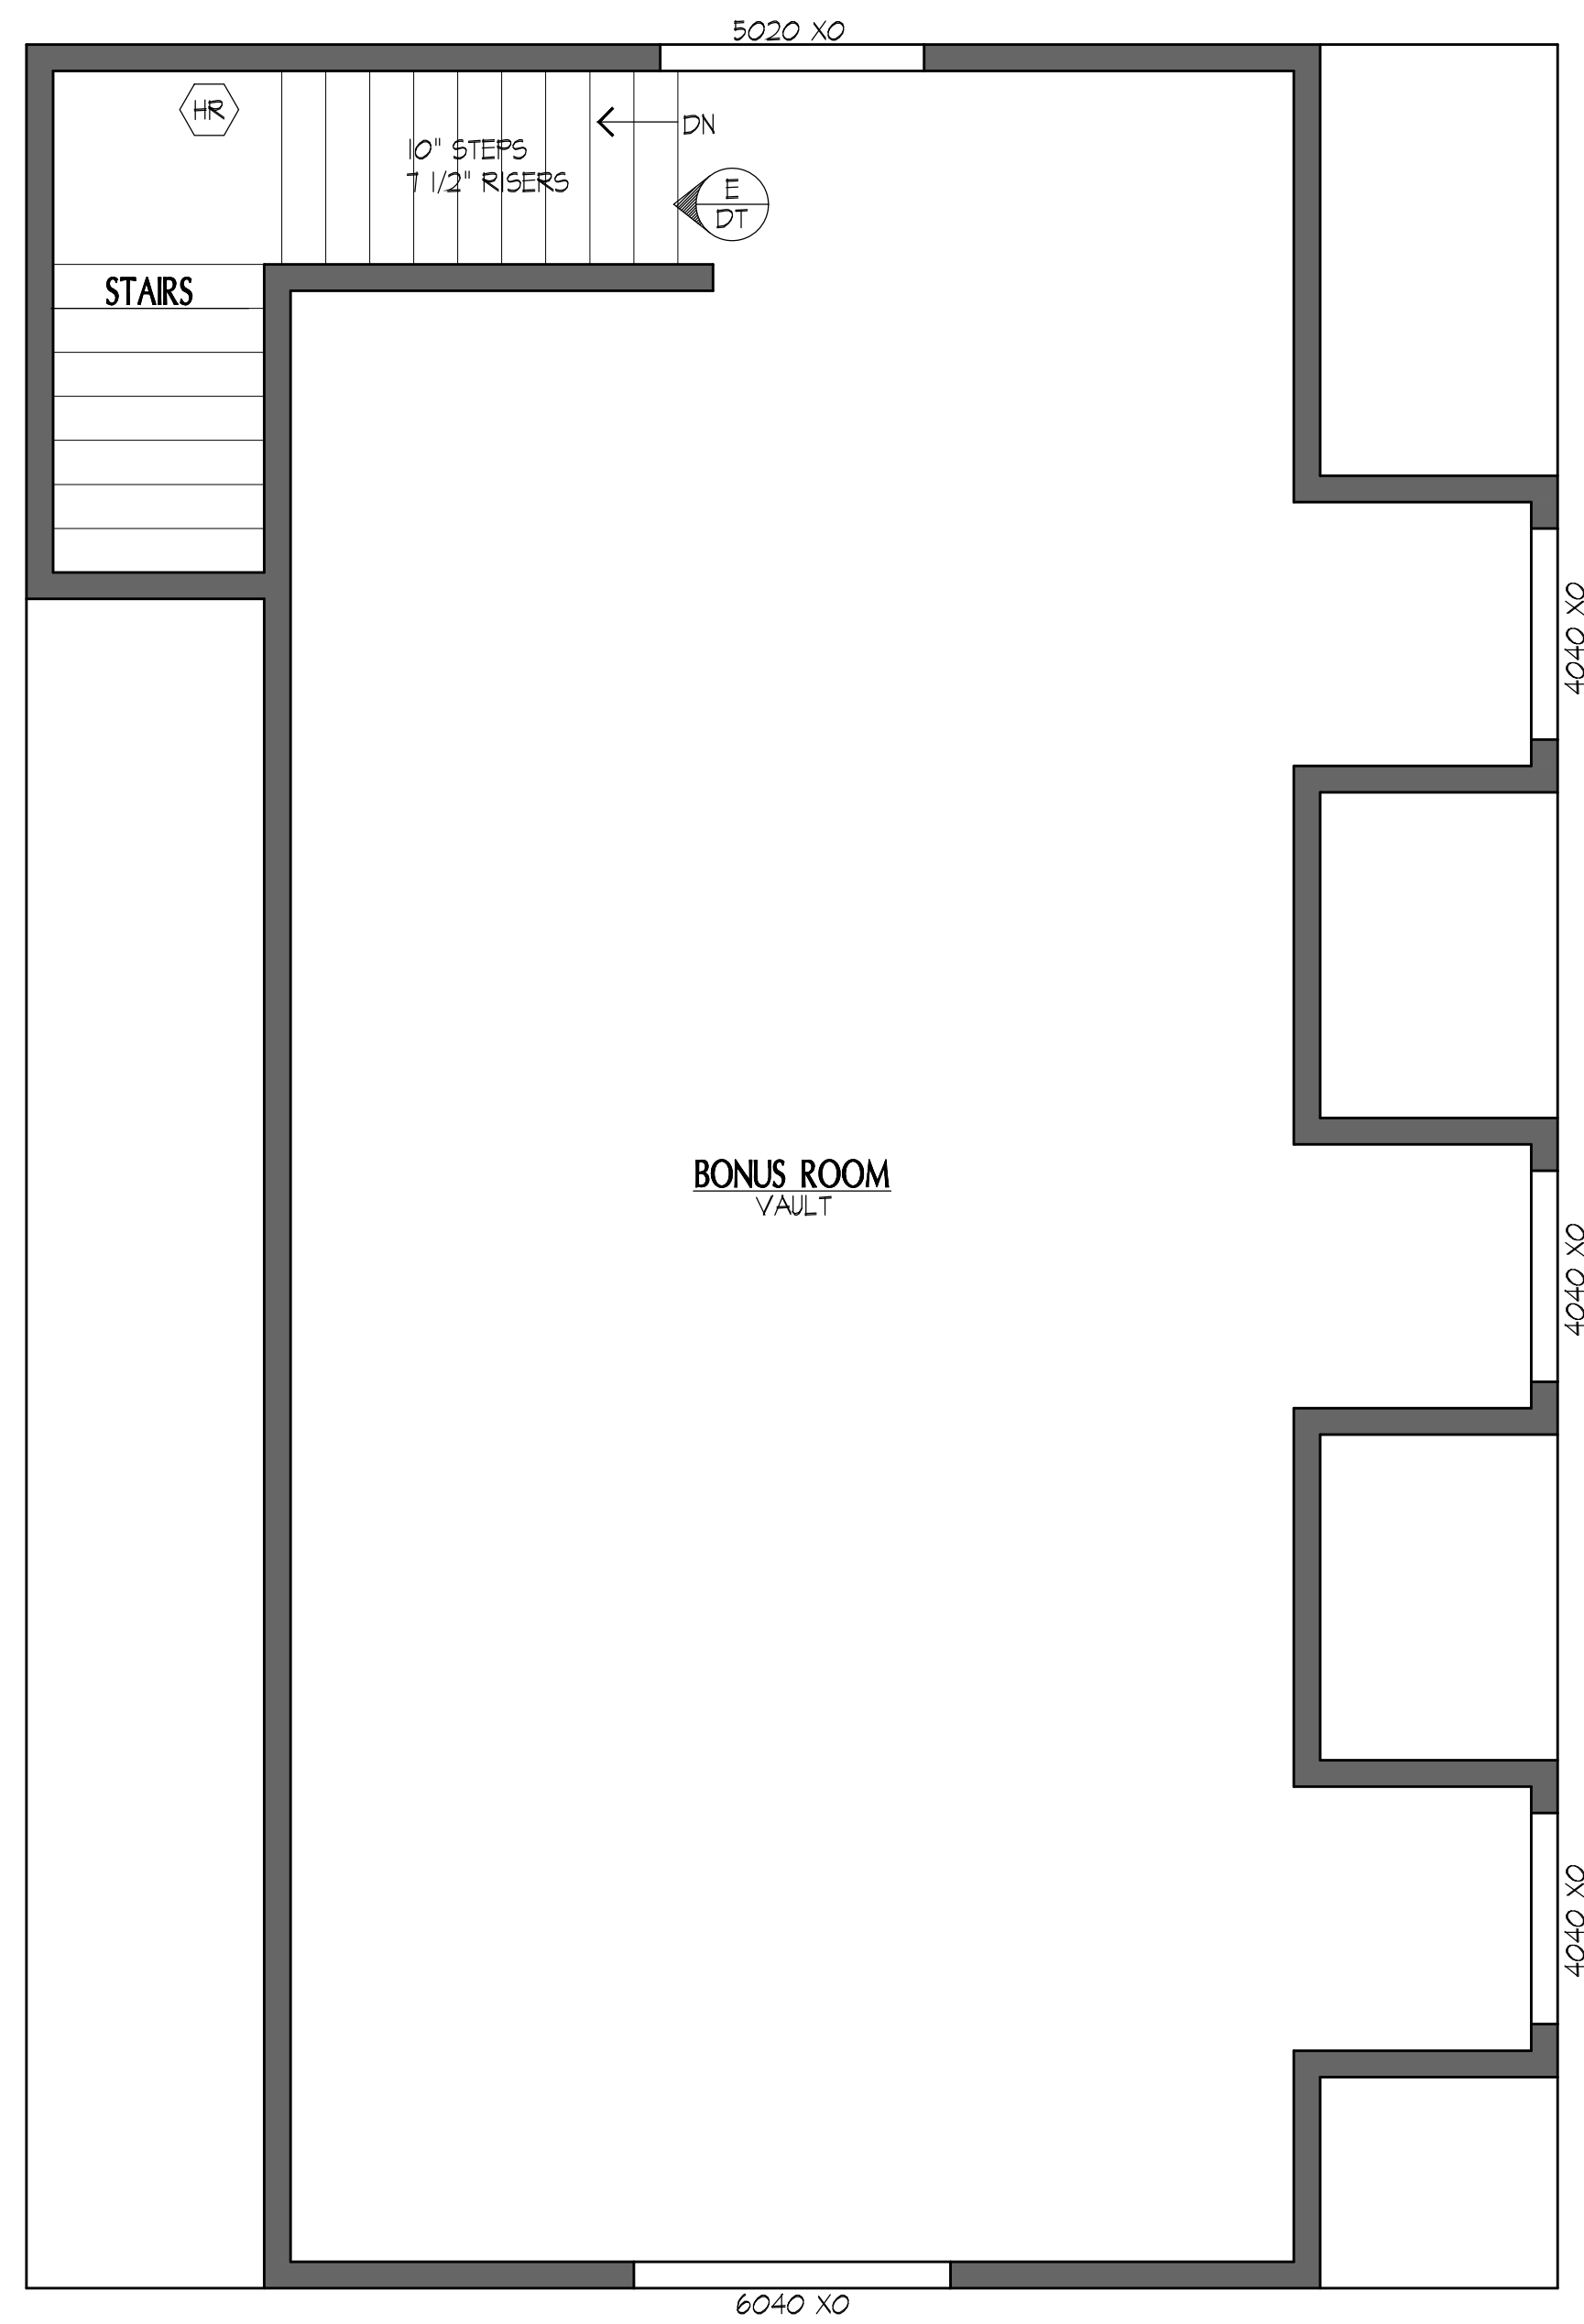 5020 XO
HR
DN
10" STEPS
7 1/2" RISERS
E
DT
STAIRS
4040 XO
BONUS ROOM
VAULT
4040 XO
4040 XO
6040 XO